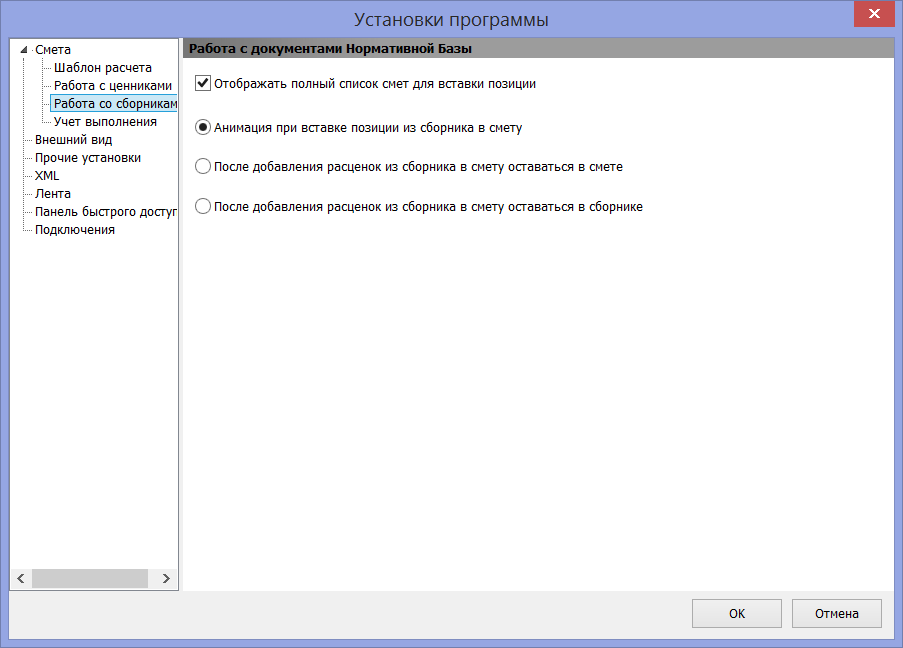 Установки программы
Смета
Шаблон расчета
Работа с ценниками
Работа со сборникам
Учет выполнения
Внешний вид
Прочие установки
XML
Лента
Панель быстрого доступ
Подключения
Работа с документами Нормативной Базы
Отображать полный список смет для вставки позиции
Анимация при вставке позиции из сборника в смету
После добавления расценок из сборника в смету оставаться в смете
После добавления расценок из сборника в смету оставаться в сборнике
ОК
Отмена